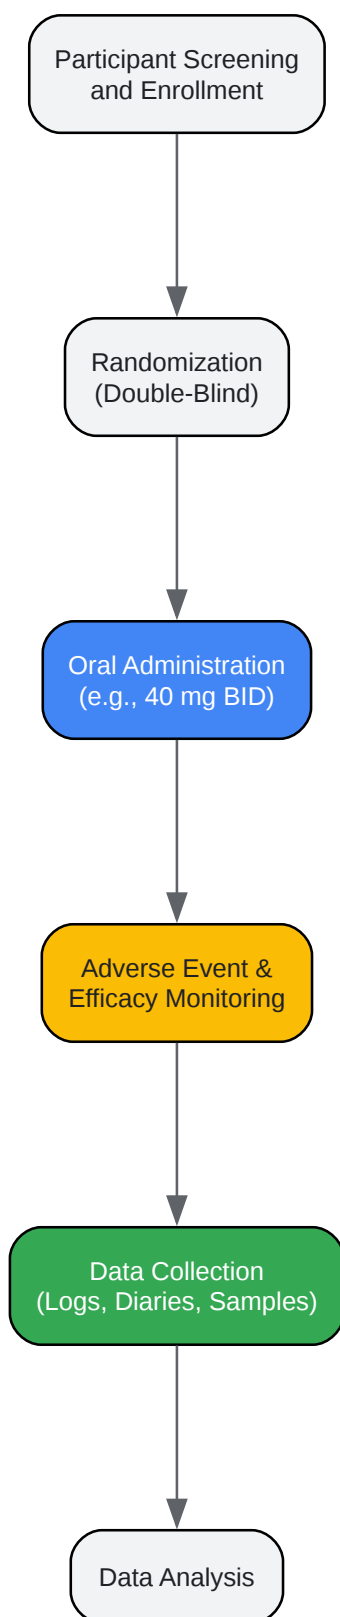 Participant Screening
and Enrollment
Randomization
(Double-Blind)
Oral Administration
(e.g., 40 mg BID)
Adverse Event &
Efficacy Monitoring
Data Collection
(Logs, Diaries, Samples)
Data Analysis